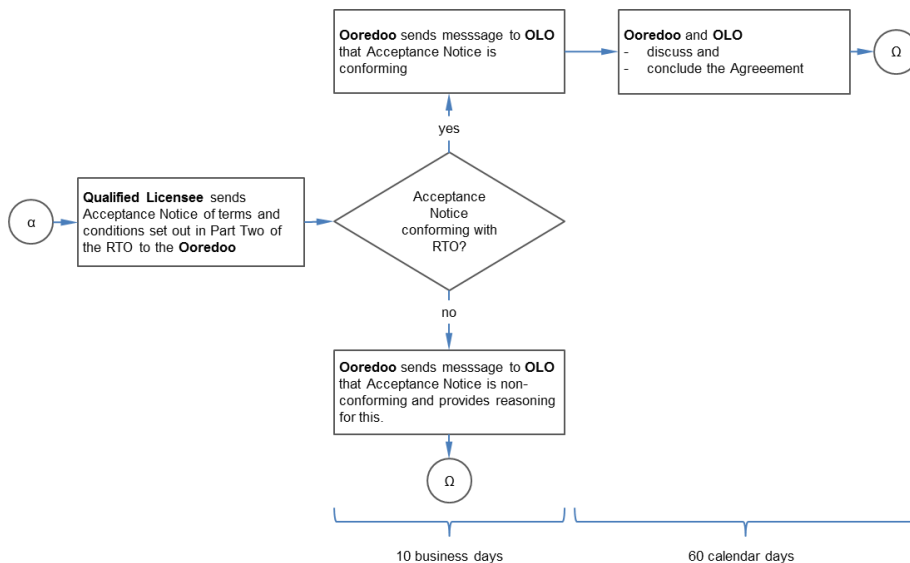 Ooredoo sends messsage to OLO
that Acceptance Notice is
conforming
Ooredoo and OLO
- discuss and
- conclude the Agreeement
Ω
yes
α
Qualified Licensee sends
Acceptance Notice of terms and
conditions set out in Part Two of
the RTO to the Ooredoo
Acceptance
Notice
conforming with
RTO?
no
Ooredoo sends messsage to OLO
that Acceptance Notice is non-
conforming and provides reasoning
for this.
Ω
10 business days
60 calendar days